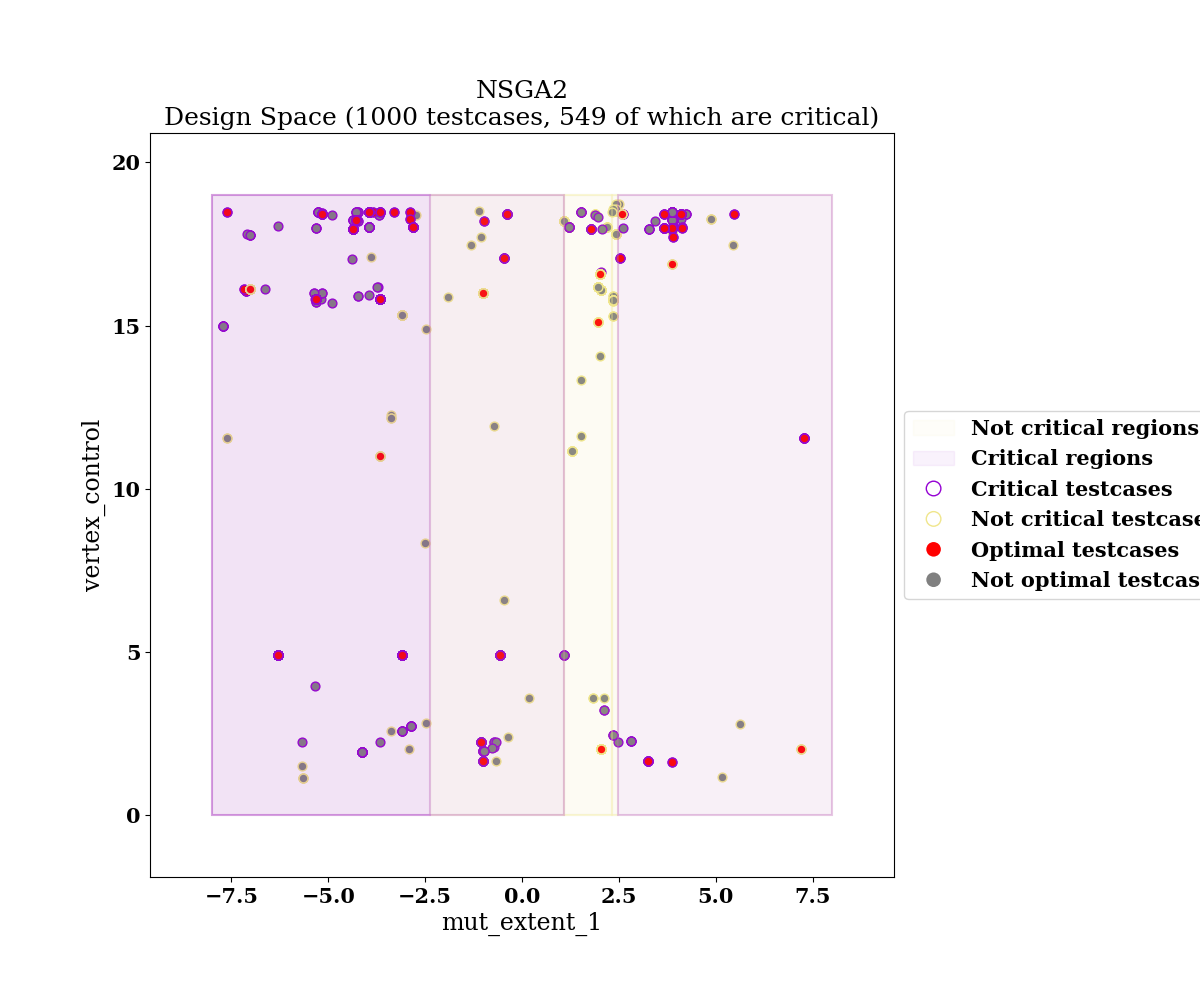 NSGA2
Design Space (1000 testcases, 549 of which are critical)
20
15
10
5
0
vertex_control
−7.5 −5.0 −2.5 0.0 2.5 5.0 7.5
mut_extent_1
Not critical regions
Critical regions
Critical testcases
Not critical testcase
Optimal testcases
Not optimal testcas